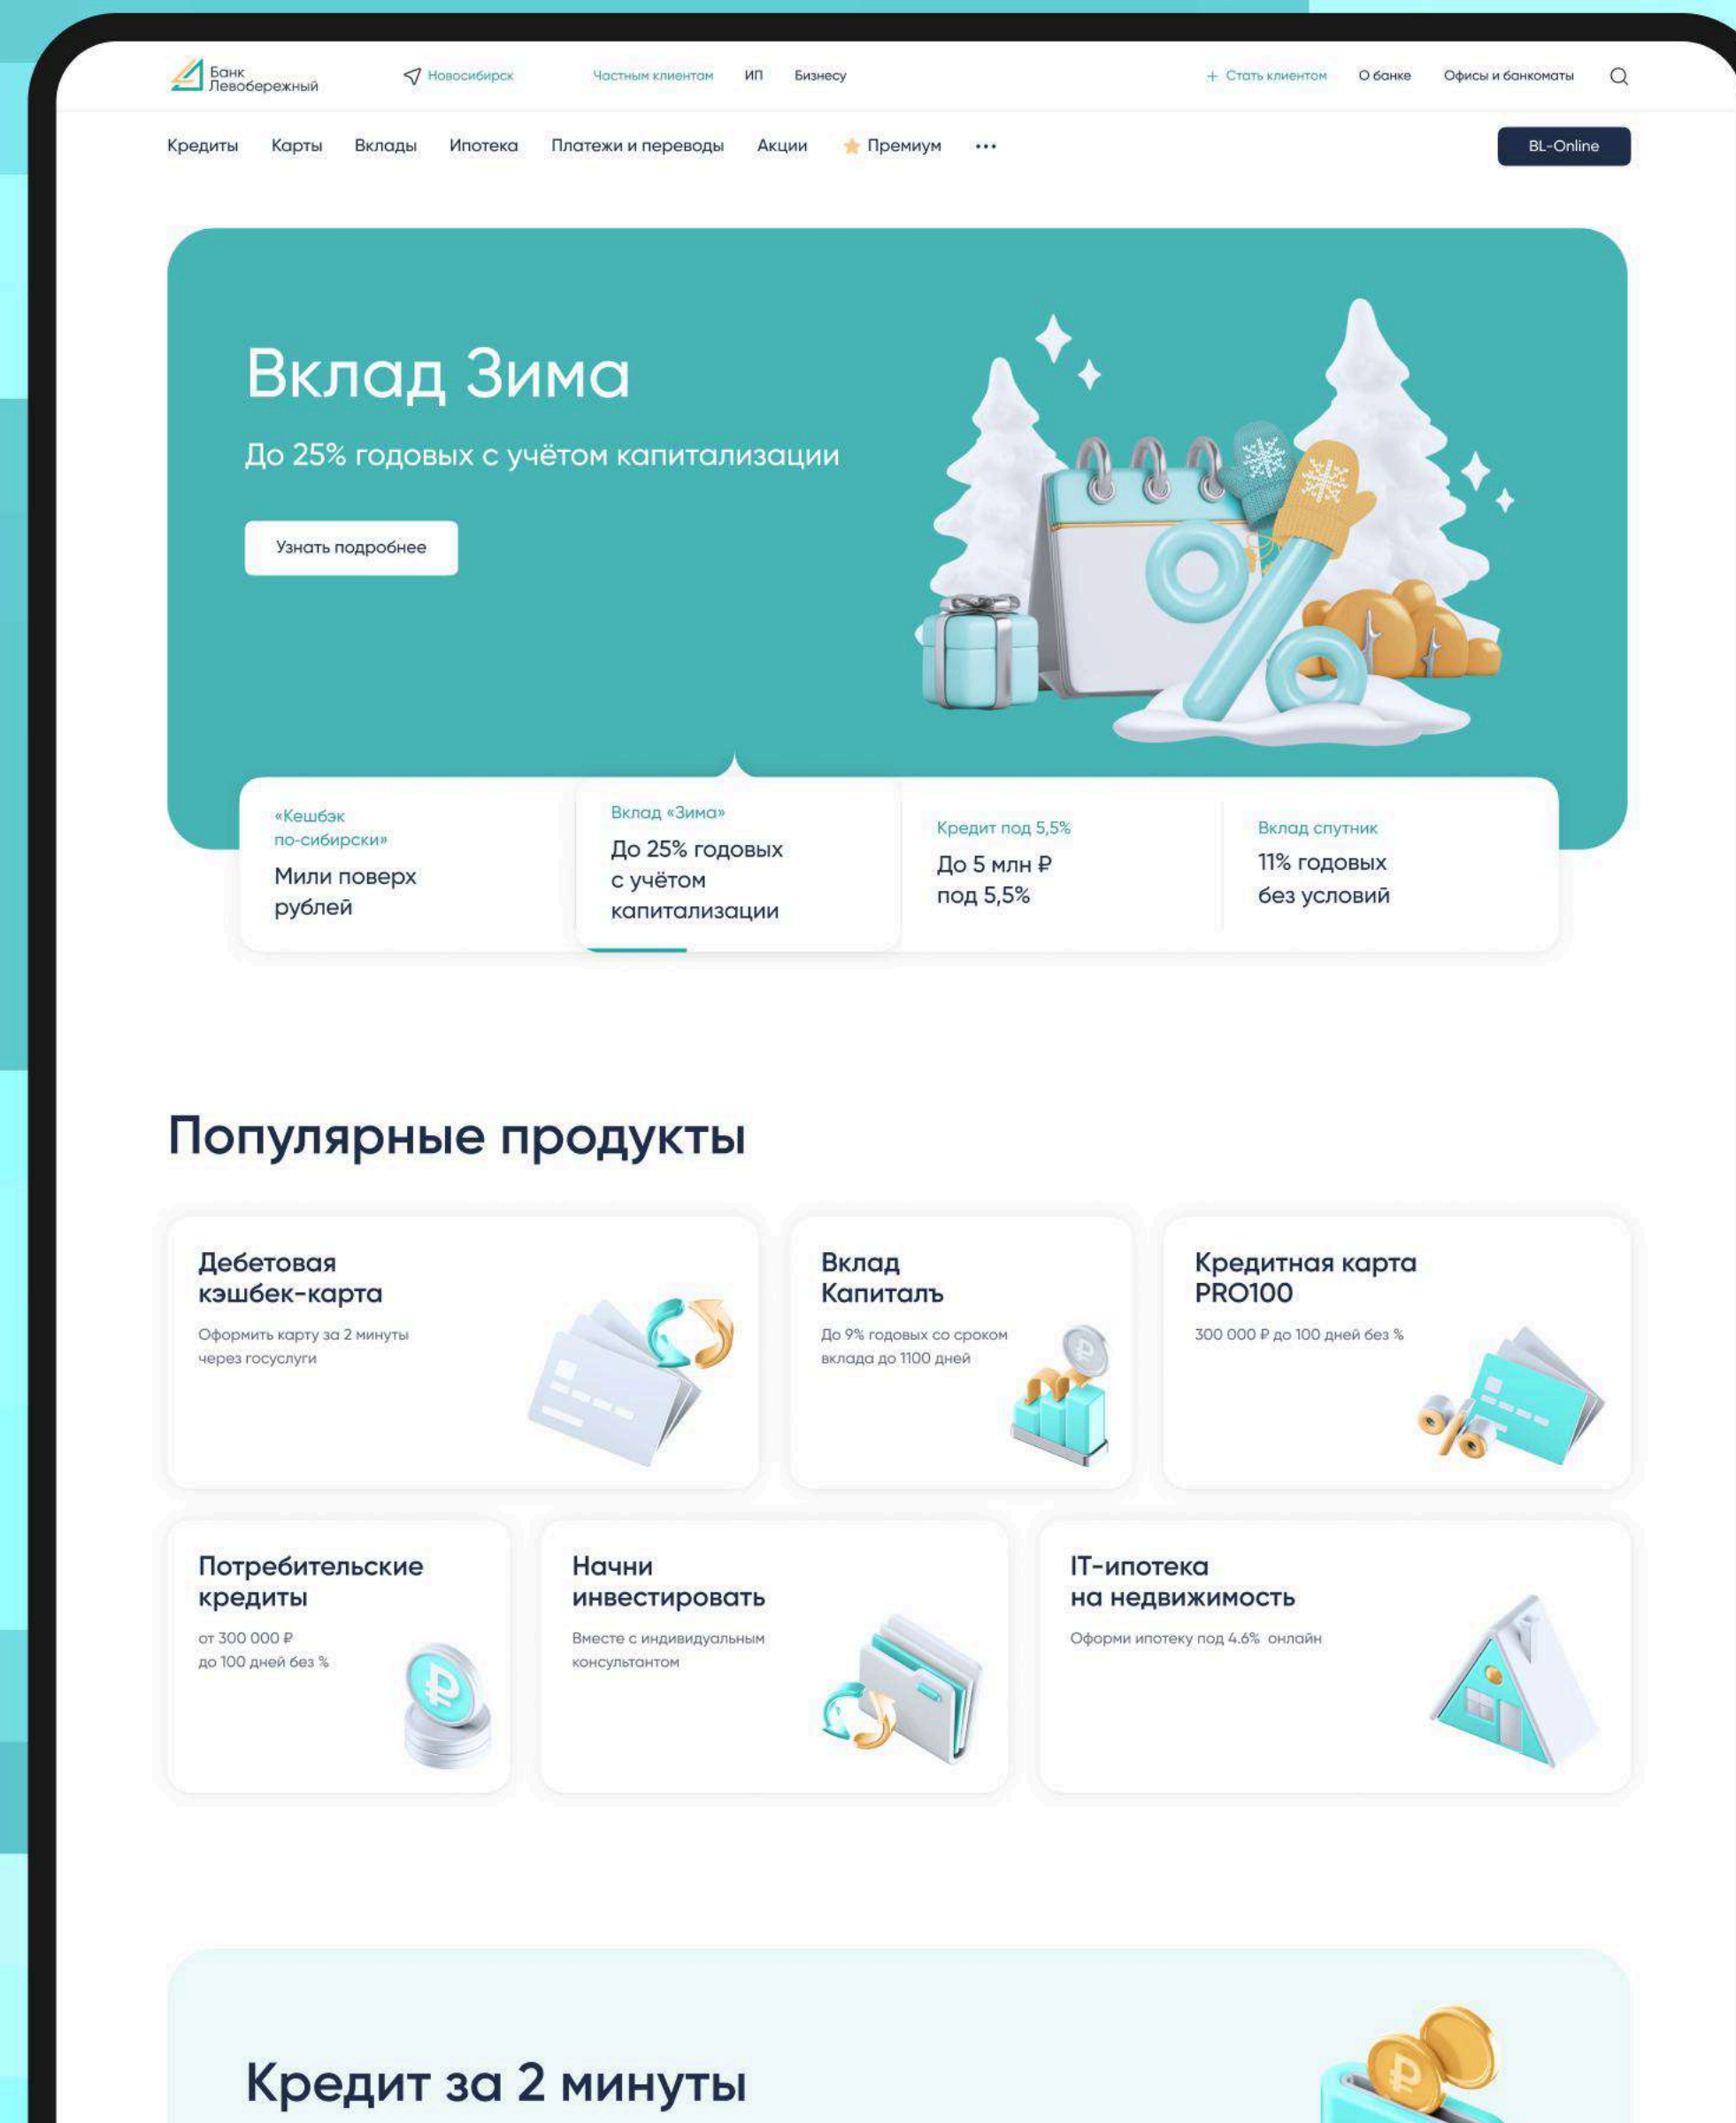 Банк
Левобережный
Новосибирск
Частным клиентам
ИП
Бизнесу
+ Стать клиентом
О банке
Офисы и банкоматы
Кредиты
Карты
Вклады
Ипотека
Платежи и переводы
Акции
Премиум
BL-Online
Вклад Зима
До 25% годовых с учётом капитализации
Узнать подробнее
«Кешбэк
по-сибирски»
Мили поверх
рублей
Вклад «Зима»
До 25% годовых
с учётом
капитализации
Кредит под 5,5%
До 5 млн ₽
под 5,5%
Вклад спутник
11% годовых
без условий
Популярные продукты
Дебетовая
кэшбек-карта
Оформить карту за 2 минуты
через госуслуги
Вклад
Капиталъ
До 9% годовых со сроком
вклада до 1100 дней
Кредитная карта
PRO100
300 000 ₽ до 100 дней без %
Потребительские
кредиты
от 300 000 ₽
до 100 дней без %
Начни
инвестировать
Вместе с индивидуальным
консультантом
IT-ипотека
на недвижимость
Оформи ипотеку под 4.6% онлайн
Кредит за 2 минуты